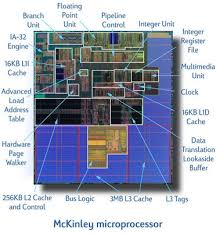 Branch
Unit
Floating
Point
Unit
Pipeline
Control
Integer Unit
IA-32
Engine
Integer
Register
File
16KB L1I
Cache
Multimedia
Unit
Clock
Advanced
Load
Address
Table
16KB L1D
Cache
Hardware
Page
Walker
Data
Translation
Lookaside
Buffer
256KB L2 Cache
and Control
Bus Logic
3MB L3 Cache
L3 Tags
McKinley microprocessor